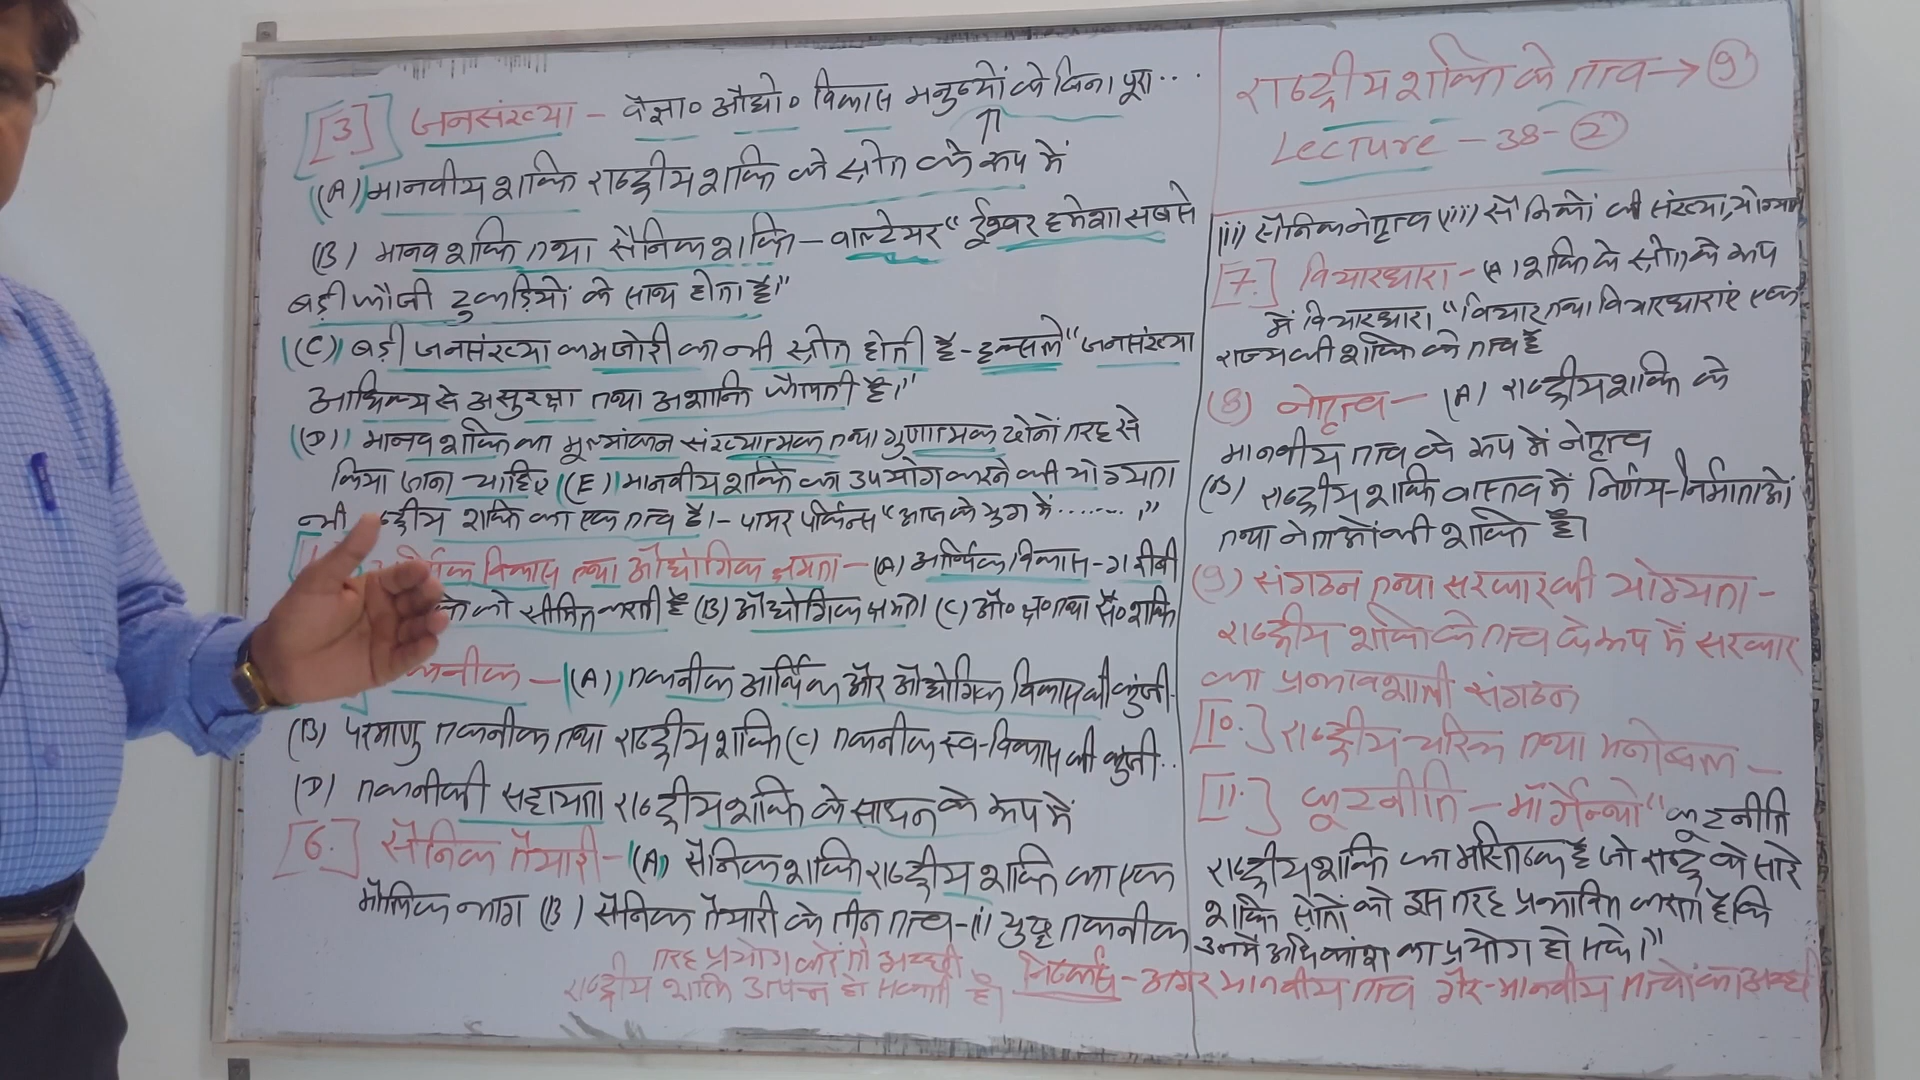 राष्ट्रीय शक्ति के तत्व → 9
Lecture - 38 - 2
[3] जनसंख्या - वैज्ञा० औद्यो० विकास मनुष्यों के बिना पूरा...
(A) मानवीय शक्ति राष्ट्रीय शक्ति के स्रोत के रूप में
(B) मानव शक्ति तथा सैनिक शक्ति - वाल्टेयर "ईश्वर हमेशा सबसे
बड़ी फौजी टुकड़ियों के साथ होता है।"
(C) बड़ी जनसंख्या कमजोरी का भी स्रोत होती है - हक्सले "जनसंख्या
आधिक्य से असुरक्षा तथा अशान्ति फैलती है।"
(D) मानव शक्ति का मूल्यांकन संख्यात्मक तथा गुणात्मक दोनों तरह से
किया जाना चाहिए (E) मानवीय शक्ति का उपयोग करने की योग्यता
भी ष्ट्रीय शक्ति का एक तत्व है। - पामर पर्किन्स "आज के युग में ......."
र्थिक विकास तथा औद्योगिक क्षमता - (A) आर्थिक विकास - गरीबी
को सीमित करती है (B) औद्योगिक क्षमता (C) औ० क्ष० तथा सै० शक्ति
कनीक - (A) तकनीक आर्थिक और औद्योगिक विकास की कुंजी.
(B) परमाणु तकनीक तथा राष्ट्रीय शक्ति (C) तकनीक स्व-विकास की कुंजी..
(D) तकनीकी सहायता राष्ट्रीय शक्ति के साधन के रूप में
[6.] सैनिक तैयारी - (A) सैनिक शक्ति राष्ट्रीय शक्ति का एक
मौलिक भाग (B) सैनिक तैयारी के तीन तत्व - (i) युद्ध तकनीक
(ii) सैनिक नेतृत्व (iii) सैनिकों की संख्या, योग्यता
[7.] विचारधारा - (A) शक्ति के स्रोत के रूप
में विचारधारा "विचार तथा विचारधाराएं एक
राज्य की शक्ति के तत्व है
(8) नेतृत्व - (A) राष्ट्रीय शक्ति के
मानवीय तत्व के रूप में नेतृत्व
(B) राष्ट्रीय शक्ति वास्तव में निर्णय-निर्माताओं
तथा नेताओं की शक्ति है।
(9) संगठन तथा सरकार की योग्यता -
राष्ट्रीय शक्ति के तत्व के रूप में सरकार
का प्रभावशाली संगठन
[10.] राष्ट्रीय चरित्र तथा मनोबल -
[11.] कूटनीति - मॉर्गेन्थो "कूटनीति
राष्ट्रीय शक्ति का मस्तिष्क है जो राष्ट्र के सारे
शक्ति स्रोतों को इस तरह प्रभावित करता है कि
उनमें अधिकांश का प्रयोग हो सके।"
निष्कर्ष - अगर मानवीय तत्व गैर-मानवीय तत्वों का अच्छी
तरह प्रयोग करें तो अच्छी
राष्ट्रीय शक्ति उत्पन्न हो सकती है।